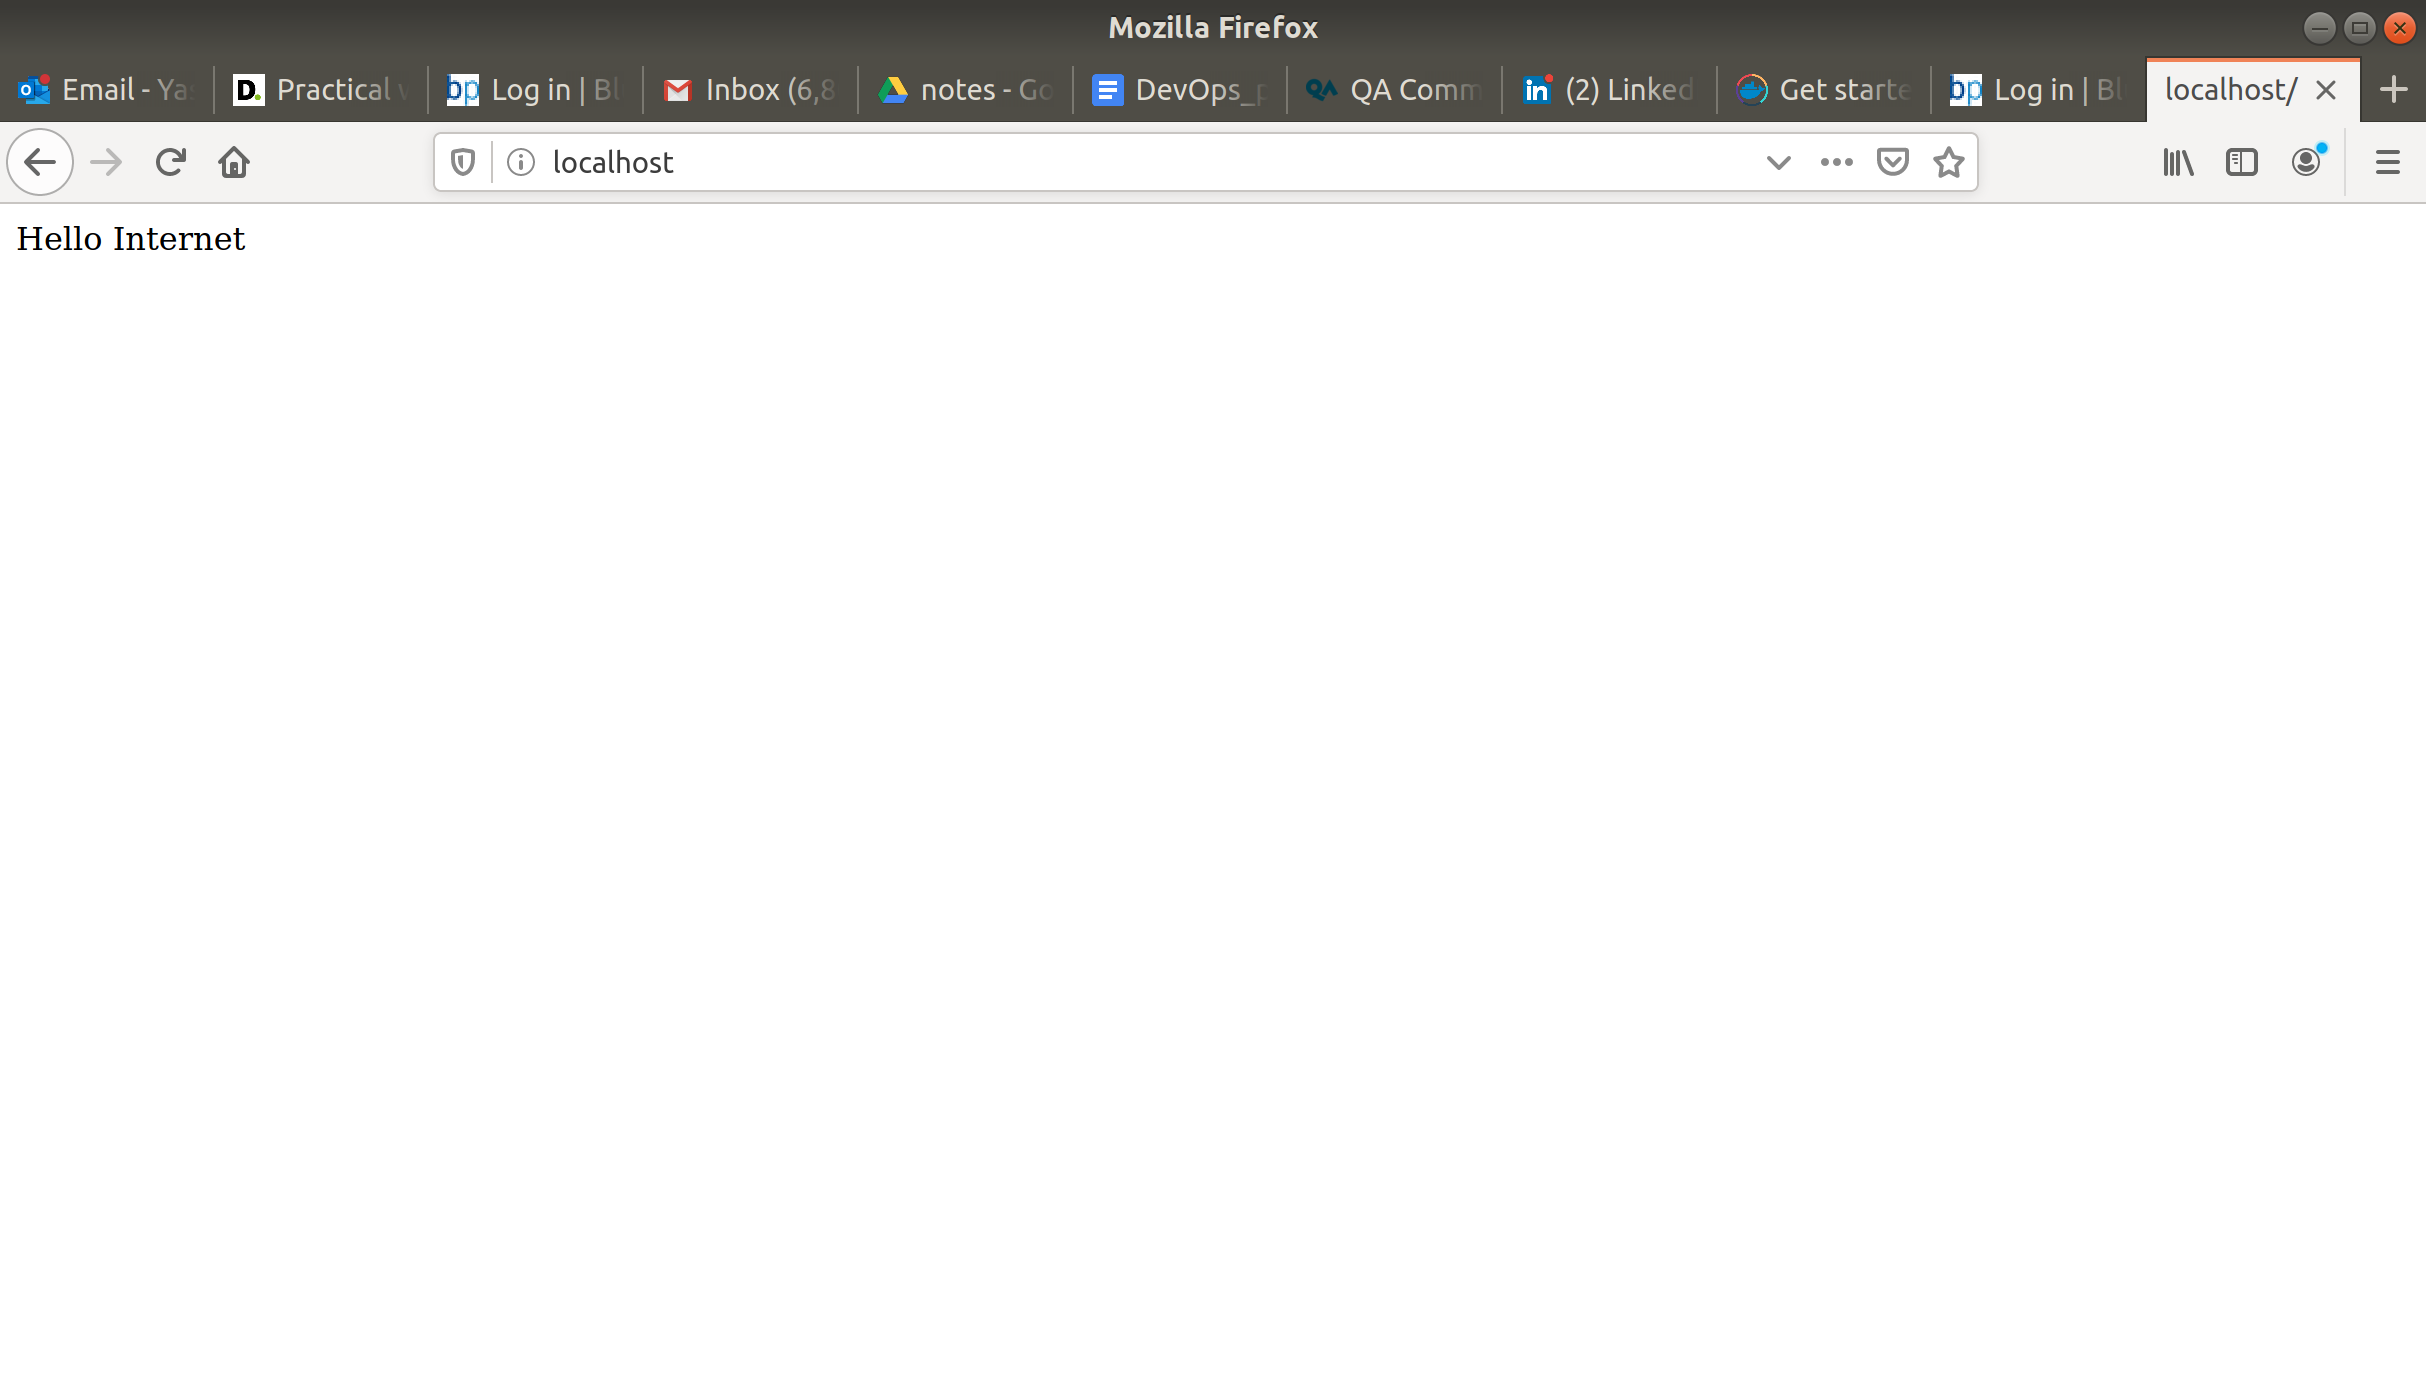 Mozilla Firefox
Email - Ya
Practical
Log in | Bl
Inbox (6,8
notes - Go
DevOps_p
QA Comm
(2) Linked
Get starte
Log in | Bl
localhost/
localhost
Hello Internet